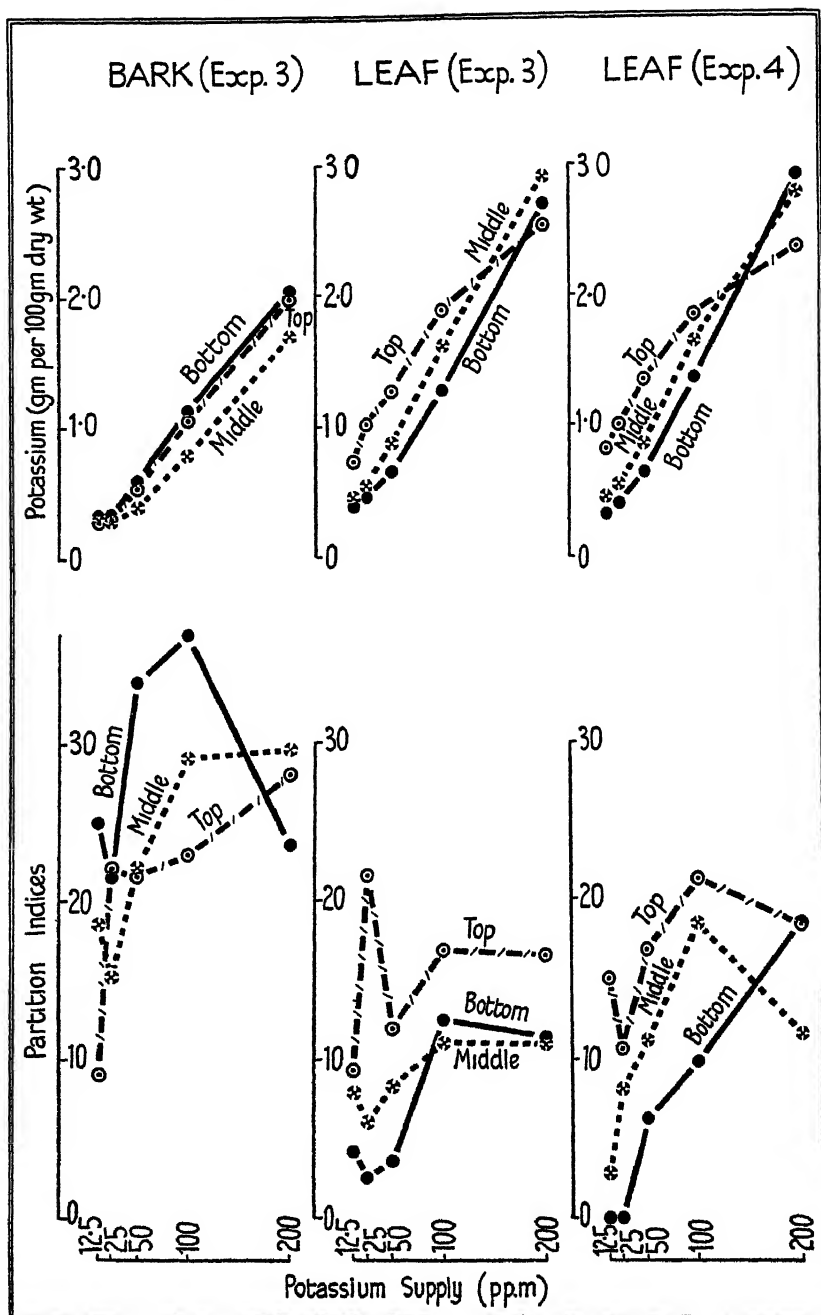 BARK (Exp. 3)
LEAF (Exp. 3)
LEAF (Exp. 4)
Potassium (gm per 100gm dry wt)
3·0
2·0
1·0
0
Bottom
Top
Middle
3 0
2·0
1·0
0
Middle
Top
Bottom
3 0
2·0
1·0
0
Top
Middle
Bottom
Partition Indices
30
20
10
0
Bottom
Middle
Top
30
20
10
0
Top
Bottom
Middle
30
20
10
0
Top
Middle
Bottom
12·5
25
50
100
200
12·5
25
50
100
200
12·5
25
50
100
200
Potassium Supply (pp.m)